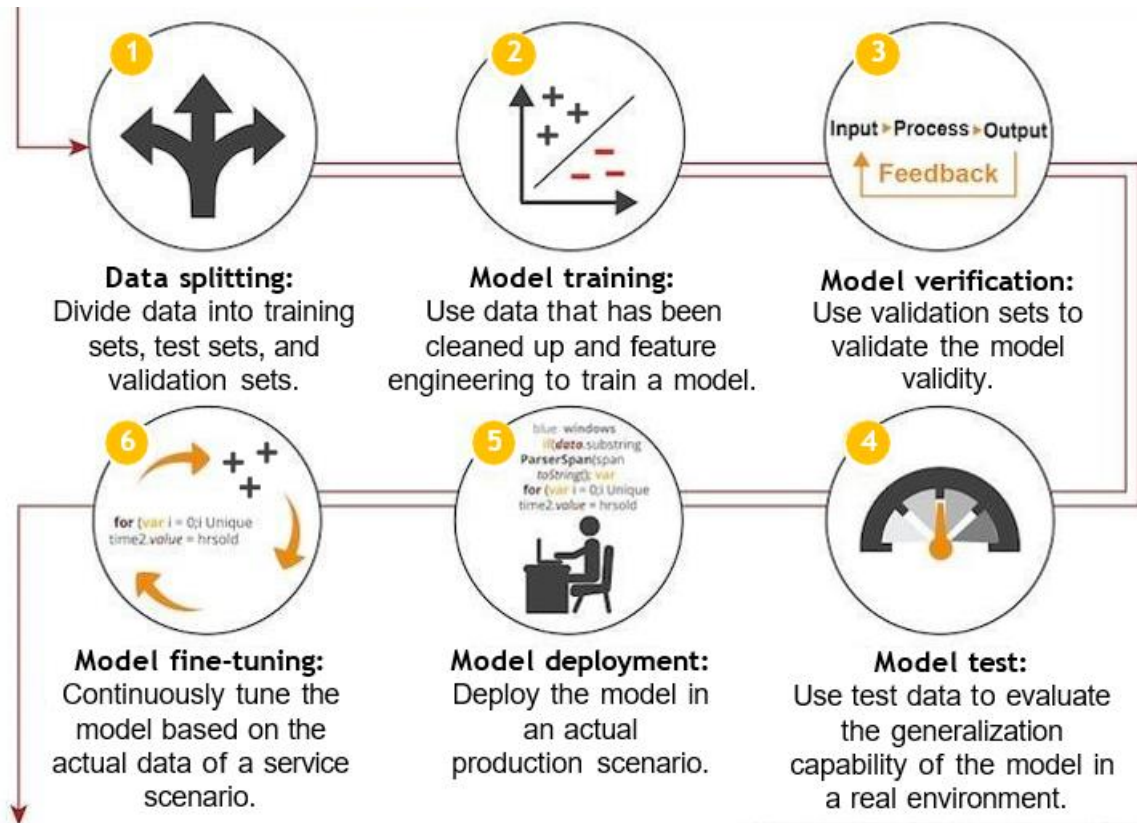 1
Data splitting:
Divide data into training
sets, test sets, and
validation sets.
2
Model training:
Use data that has been
cleaned up and feature
engineering to train a model.
3
Input▸Process▸Output
Feedback
Model verification:
Use validation sets to
validate the model
validity.
6
for (var i = 0;i Unique
time2.value = hrsold
Model fine-tuning:
Continuously tune the
model based on the
actual data of a service
scenario.
5
blue windows
ill(data.substring
ParserSpan(span
toString(); var
for (var i = 0;i Unique
time2.value = hrsold
Model deployment:
Deploy the model in
an actual
production scenario.
4
Model test:
Use test data to evaluate
the generalization
capability of the model in
a real environment.